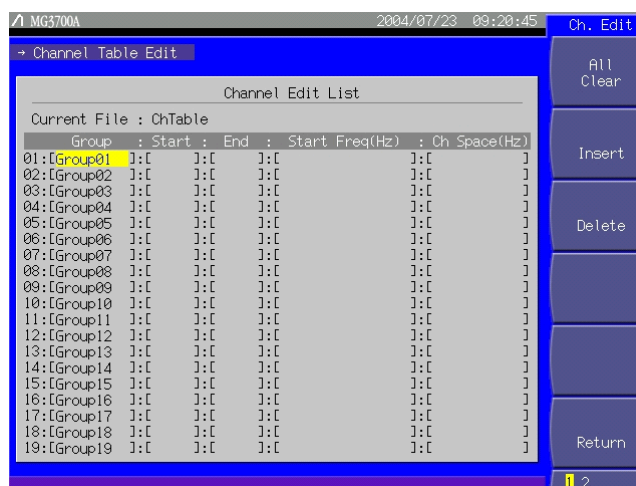 MG3700A 2004/07/23 09:20:45 Ch. Edit
→ Channel Table Edit
All
Clear
Channel Edit List
Current File : ChTable
Group : Start : End : Start Freq(Hz) : Ch Space(Hz)
01:[Group01 ]:[ ]:[ ]:[ ]:[ ]
Insert
02:[Group02 ]:[ ]:[ ]:[ ]:[ ]
03:[Group03 ]:[ ]:[ ]:[ ]:[ ]
04:[Group04 ]:[ ]:[ ]:[ ]:[ ]
05:[Group05 ]:[ ]:[ ]:[ ]:[ ]
Delete
06:[Group06 ]:[ ]:[ ]:[ ]:[ ]
07:[Group07 ]:[ ]:[ ]:[ ]:[ ]
08:[Group08 ]:[ ]:[ ]:[ ]:[ ]
09:[Group09 ]:[ ]:[ ]:[ ]:[ ]
10:[Group10 ]:[ ]:[ ]:[ ]:[ ]
11:[Group11 ]:[ ]:[ ]:[ ]:[ ]
12:[Group12 ]:[ ]:[ ]:[ ]:[ ]
13:[Group13 ]:[ ]:[ ]:[ ]:[ ]
14:[Group14 ]:[ ]:[ ]:[ ]:[ ]
15:[Group15 ]:[ ]:[ ]:[ ]:[ ]
16:[Group16 ]:[ ]:[ ]:[ ]:[ ]
17:[Group17 ]:[ ]:[ ]:[ ]:[ ]
18:[Group18 ]:[ ]:[ ]:[ ]:[ ]
19:[Group19 ]:[ ]:[ ]:[ ]:[ ]
Return
1 2